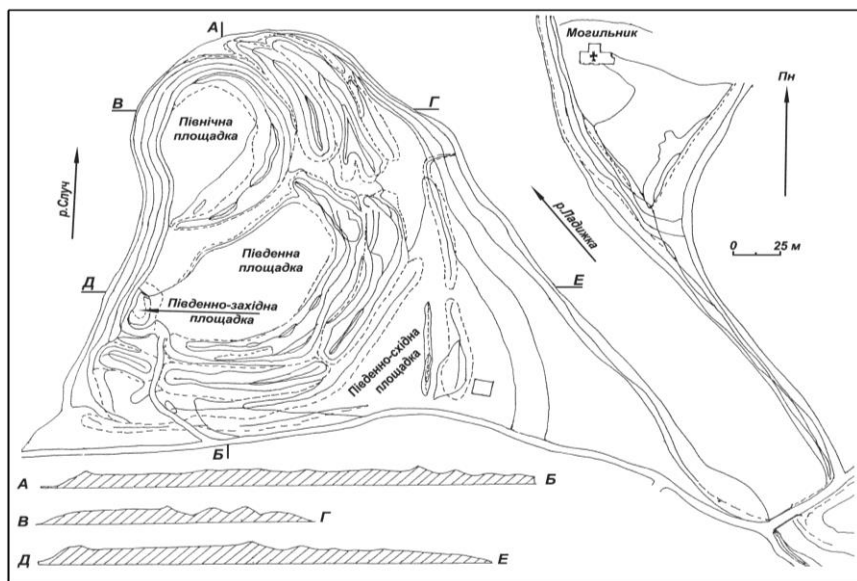 А
Могильник
Пн
В
Г
Північна
площадка
р.Случ
р.Ладижка
0 25 м
Південна
площадка
Д
Е
Південно-західна
площадка
Південно-східна
площадка
Б
А Б
В Г
Д Е